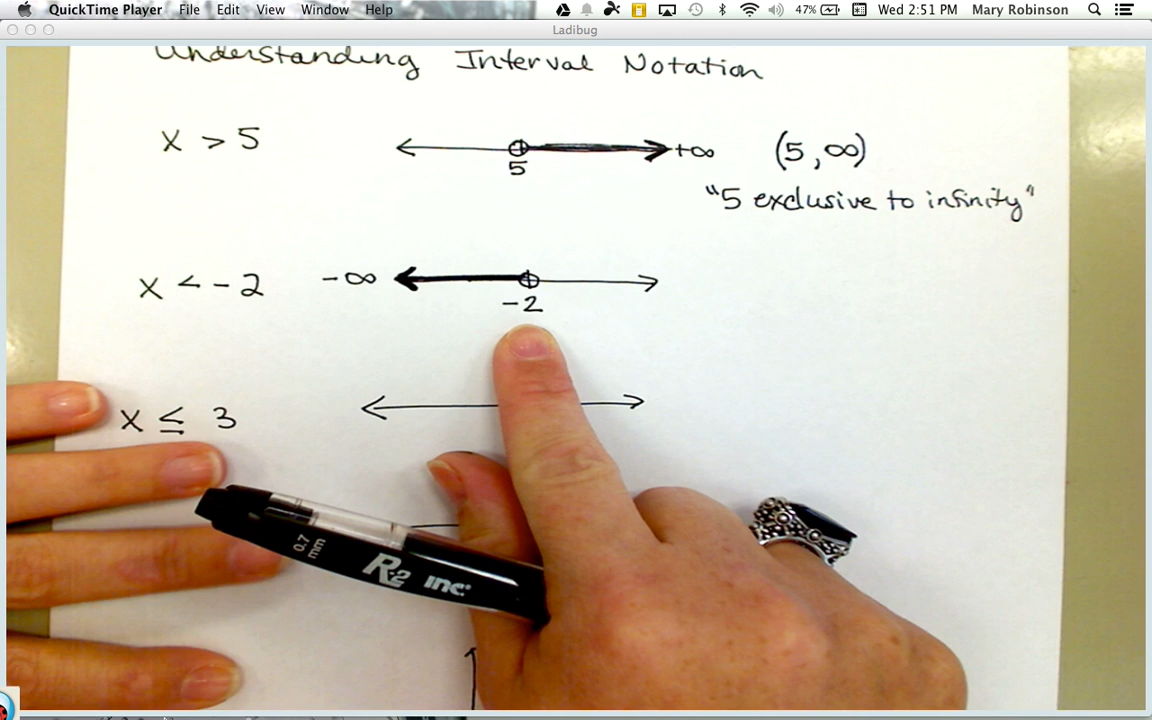 QuickTime Player File Edit View Window Help 47% Wed 2:51 PM Mary Robinson
Ladibug
Understanding Interval Notation
x > 5
5
+∞
(5,∞)
"5 exclusive to infinity"
x < -2
-∞
-2
x ≤ 3
0.7
mm
R2 inc.